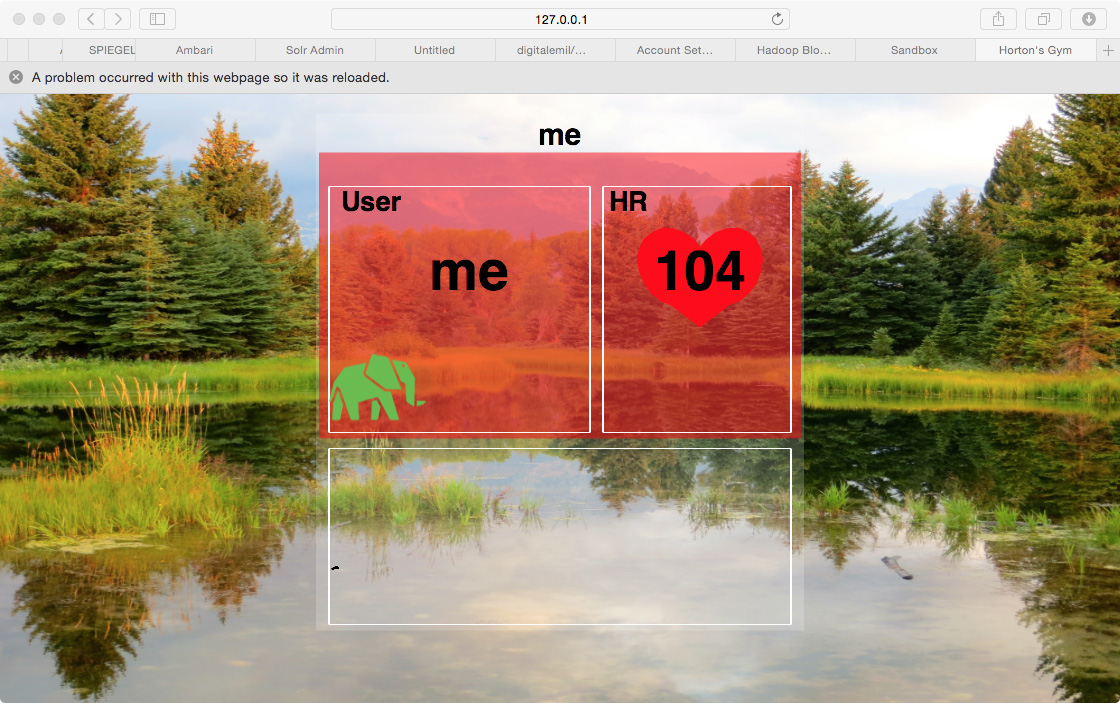 127.0.0.1
SPIEGEL
Ambari
Solr Admin
Untitled
digitalemil/…
Account Set…
Hadoop Blo…
Sandbox
Horton's Gym
A problem occurred with this webpage so it was reloaded.
me
User
HR
me
104